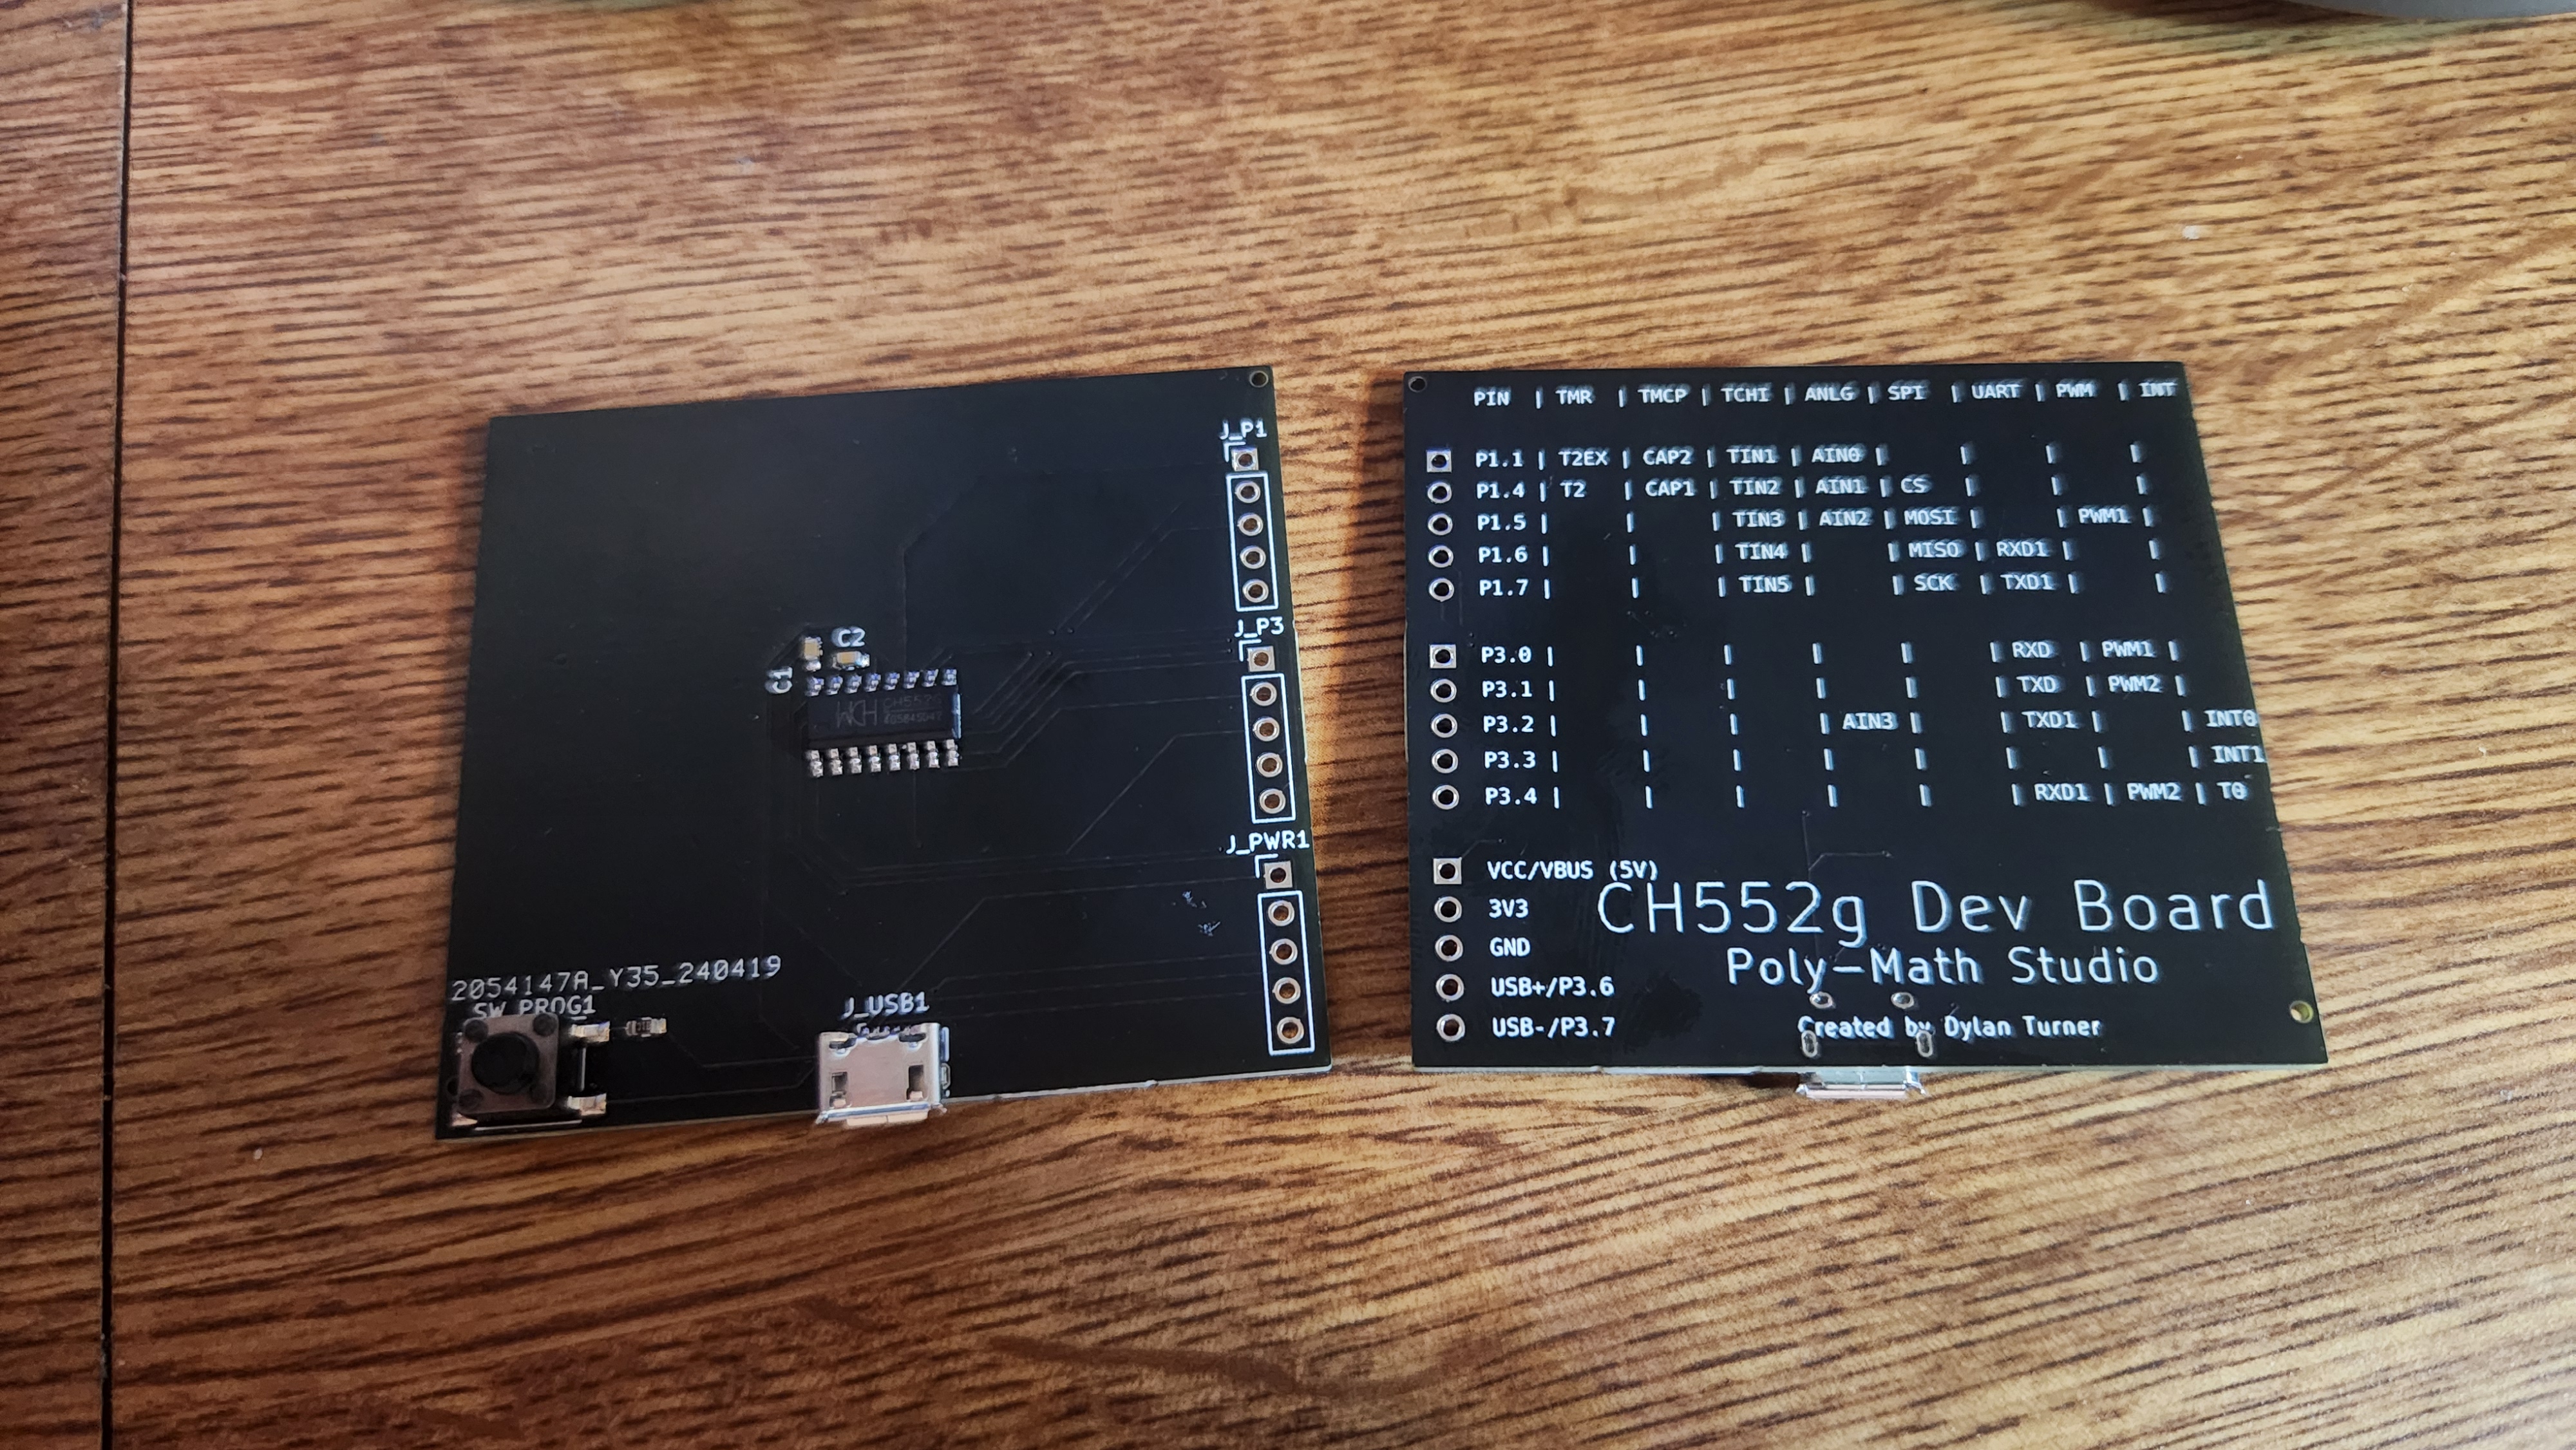 J_P1
J_P3
C2
C1
WCH CH552G
J_PWR1
2054147A_Y35_240419
SW_PROG1
J_USB1
PIN | TMR | TMCP | TCHI | ANLG | SPI | UART | PWM | INT
P1.1 | T2EX | CAP2 | TIN1 | AIN0 | | | |
P1.4 | T2 | CAP1 | TIN2 | AIN1 | CS | | |
P1.5 | | | TIN3 | AIN2 | MOSI | | PWM1 |
P1.6 | | | TIN4 | | MISO | RXD1 | |
P1.7 | | | TIN5 | | SCK | TXD1 | |
P3.0 | | | | | | RXD | PWM1 |
P3.1 | | | | | | TXD | PWM2 |
P3.2 | | | | AIN3 | | TXD1 | | INT0
P3.3 | | | | | | | | INT1
P3.4 | | | | | | RXD1 | PWM2 | T0
VCC/VBUS (5V)
3V3
CH552g Dev Board
GND
Poly-Math Studio
USB+/P3.6
USB-/P3.7
Created by Dylan Turner